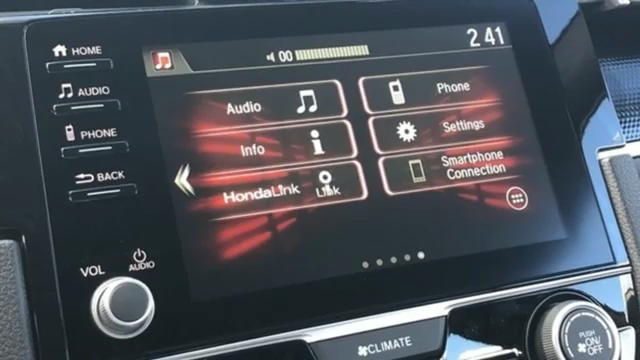 HOME
AUDIO
PHONE
BACK
VOL
AUDIO
00
2 41
Audio
Phone
Info
Settings
HondaLink
Link
Smartphone
Connection
CLIMATE
PUSH
ON/
OFF